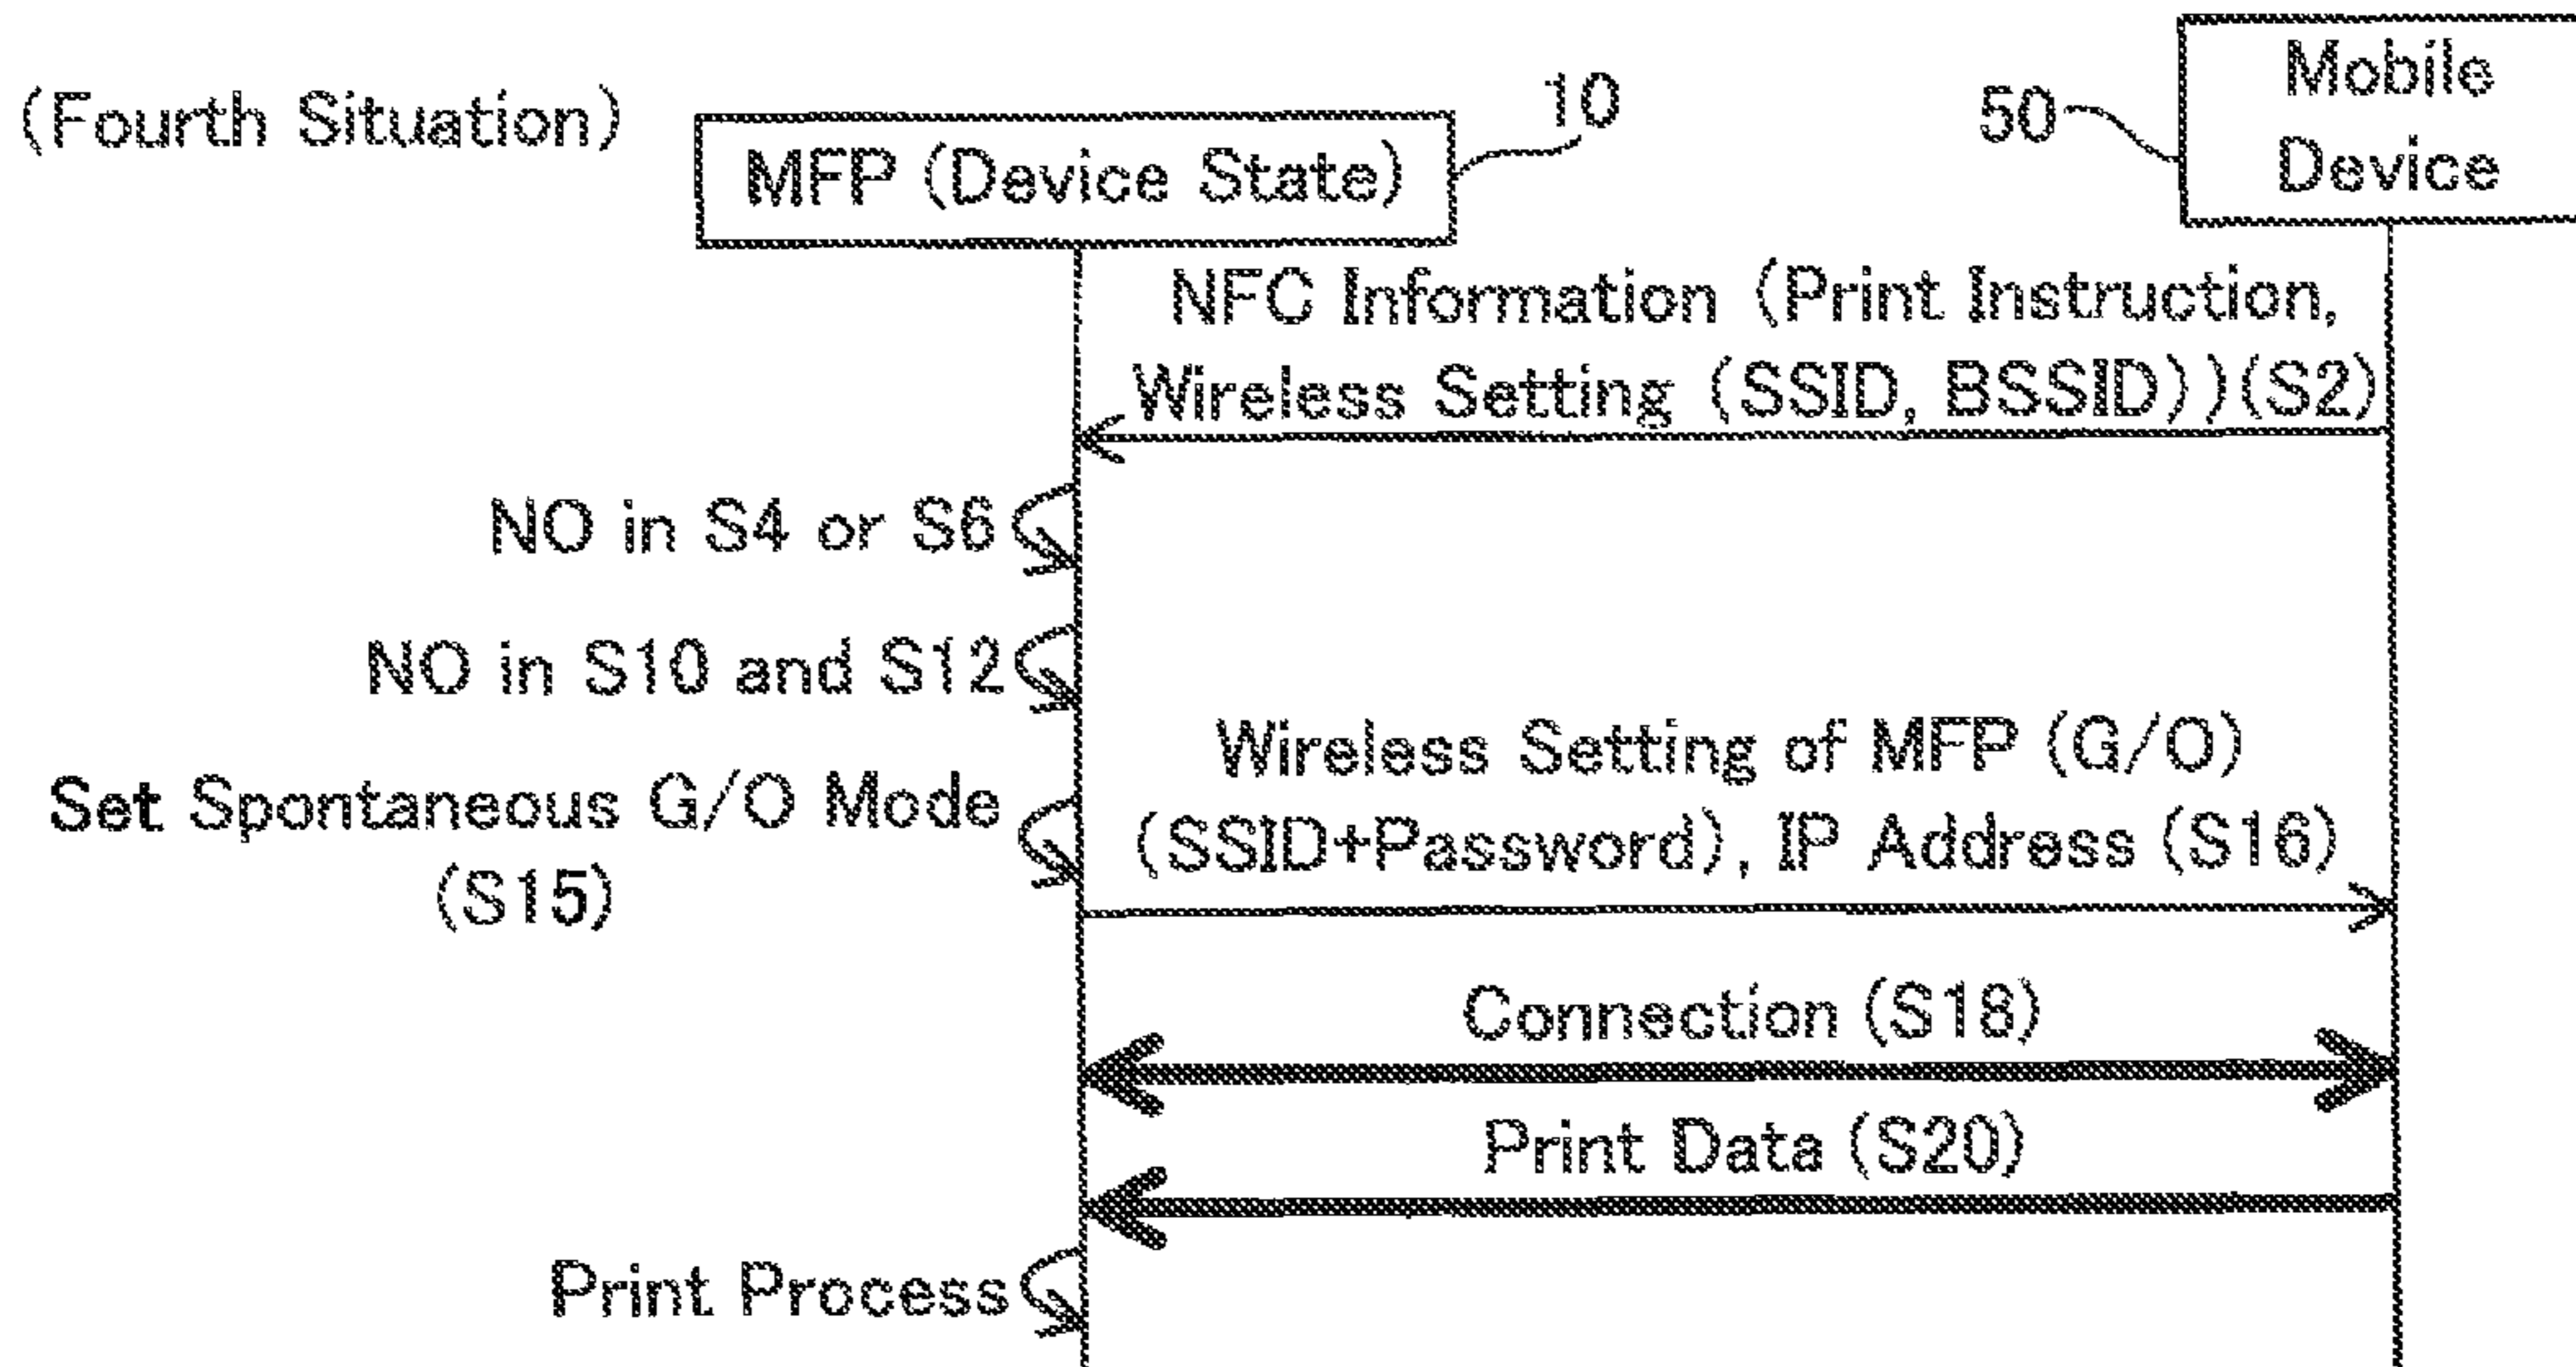 (Fourth Situation)
MFP (Device State)
10
50
Mobile
Device
NFC Information (Print Instruction,
Wireless Setting (SSID, BSSID))(S2)
NO in S4 or S6
NO in S10 and S12
Set Spontaneous G/O Mode
(S15)
Wireless Setting of MFP (G/O)
(SSID+Password), IP Address (S16)
Connection (S18)
Print Data (S20)
Print Process